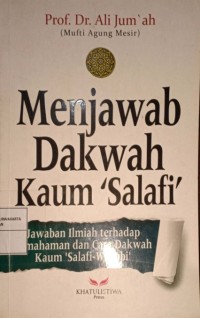 Prof. Dr. Ali Jum`ah
(Mufti Agung Mesir)
Menjawab
Dakwah
Kaum 'Salafi'
Jawaban Ilmiah terhadap
Pemahaman dan Cara Dakwah
Kaum 'Salafi-Wahabi'
KHATULISTIWA
Press